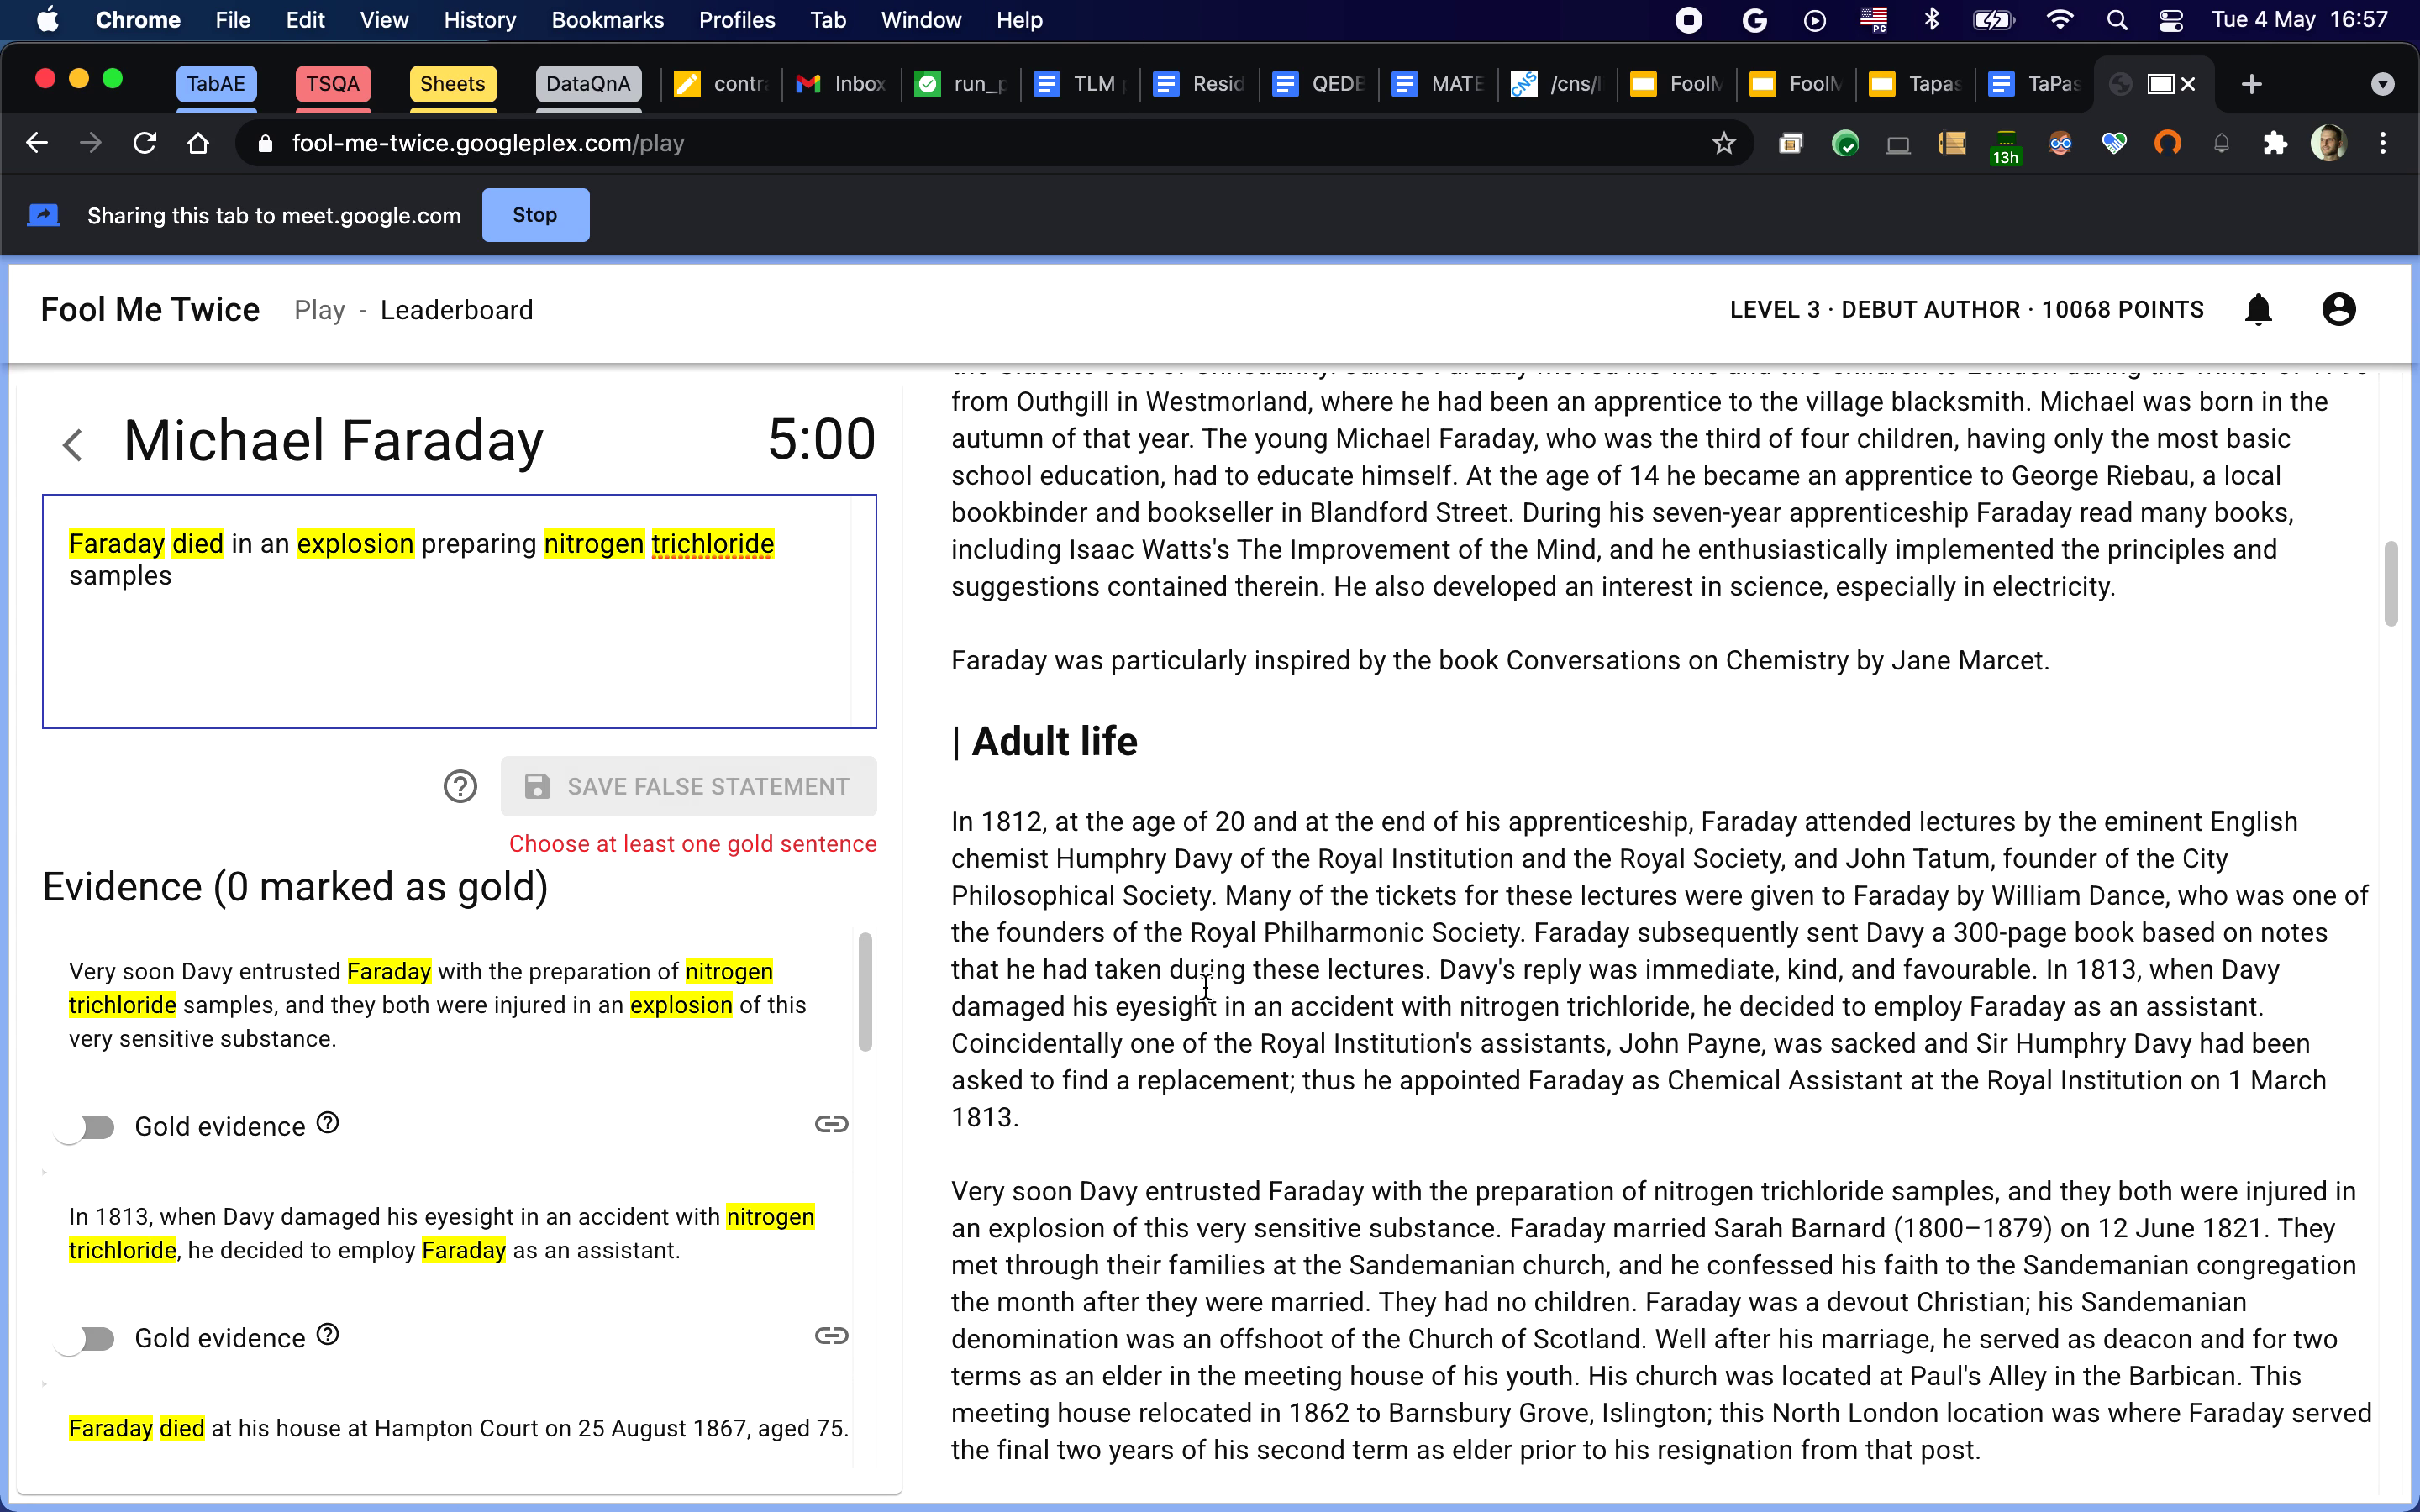 Chrome File Edit View History Bookmarks Profiles Tab Window Help Tue 4 May 16:57
TabAE TSQA Sheets DataQnA contr Inbox run_p TLM Resid QEDE MATE /cns/l FoolM FoolM Tapas TaPas
fool-me-twice.googleplex.com/play 13h
Sharing this tab to meet.google.com Stop
Fool Me Twice Play - Leaderboard LEVEL 3 · DEBUT AUTHOR · 10068 POINTS
Michael Faraday 5:00
Faraday died in an explosion preparing nitrogen trichloride
samples
SAVE FALSE STATEMENT
Choose at least one gold sentence
Evidence (0 marked as gold)
Very soon Davy entrusted Faraday with the preparation of nitrogen
trichloride samples, and they both were injured in an explosion of this
very sensitive substance.
Gold evidence
In 1813, when Davy damaged his eyesight in an accident with nitrogen
trichloride, he decided to employ Faraday as an assistant.
Gold evidence
Faraday died at his house at Hampton Court on 25 August 1867, aged 75.
from Outhgill in Westmorland, where he had been an apprentice to the village blacksmith. Michael was born in the
autumn of that year. The young Michael Faraday, who was the third of four children, having only the most basic
school education, had to educate himself. At the age of 14 he became an apprentice to George Riebau, a local
bookbinder and bookseller in Blandford Street. During his seven-year apprenticeship Faraday read many books,
including Isaac Watts's The Improvement of the Mind, and he enthusiastically implemented the principles and
suggestions contained therein. He also developed an interest in science, especially in electricity.
Faraday was particularly inspired by the book Conversations on Chemistry by Jane Marcet.
| Adult life
In 1812, at the age of 20 and at the end of his apprenticeship, Faraday attended lectures by the eminent English
chemist Humphry Davy of the Royal Institution and the Royal Society, and John Tatum, founder of the City
Philosophical Society. Many of the tickets for these lectures were given to Faraday by William Dance, who was one of
the founders of the Royal Philharmonic Society. Faraday subsequently sent Davy a 300-page book based on notes
that he had taken during these lectures. Davy's reply was immediate, kind, and favourable. In 1813, when Davy
damaged his eyesight in an accident with nitrogen trichloride, he decided to employ Faraday as an assistant.
Coincidentally one of the Royal Institution's assistants, John Payne, was sacked and Sir Humphry Davy had been
asked to find a replacement; thus he appointed Faraday as Chemical Assistant at the Royal Institution on 1 March
1813.
Very soon Davy entrusted Faraday with the preparation of nitrogen trichloride samples, and they both were injured in
an explosion of this very sensitive substance. Faraday married Sarah Barnard (1800–1879) on 12 June 1821. They
met through their families at the Sandemanian church, and he confessed his faith to the Sandemanian congregation
the month after they were married. They had no children. Faraday was a devout Christian; his Sandemanian
denomination was an offshoot of the Church of Scotland. Well after his marriage, he served as deacon and for two
terms as an elder in the meeting house of his youth. His church was located at Paul's Alley in the Barbican. This
meeting house relocated in 1862 to Barnsbury Grove, Islington; this North London location was where Faraday served
the final two years of his second term as elder prior to his resignation from that post.